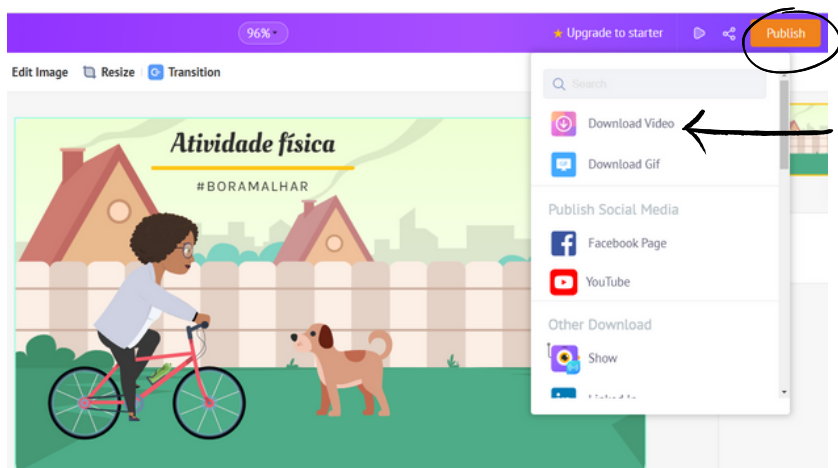 96%
Upgrade to starter
Publish
Edit Image
Resize
Transition
Search
Download Video
Download Gif
Publish Social Media
Facebook Page
YouTube
Other Download
Show
Atividade física
#BORAMALHAR